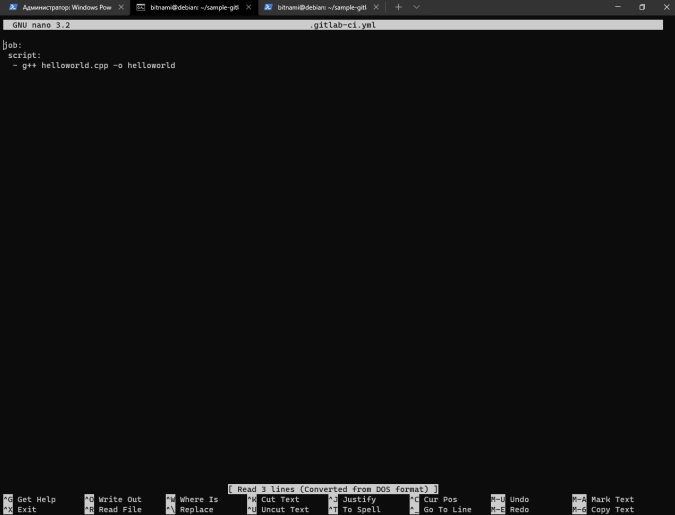 Администратор: Windows Pow × bitnami@debian: ~/sample-gitl × bitnami@debian: ~/sample-gitl ×
GNU nano 3.2 .gitlab-ci.yml
job:
script:
- g++ helloworld.cpp -o helloworld
[ Read 3 lines (Converted from DOS format) ]
^G Get Help ^O Write Out ^W Where Is ^K Cut Text ^J Justify ^C Cur Pos M-U Undo M-A Mark Text
^X Exit ^R Read File ^\ Replace ^U Uncut Text ^T To Spell ^_ Go To Line M-E Redo M-6 Copy Text